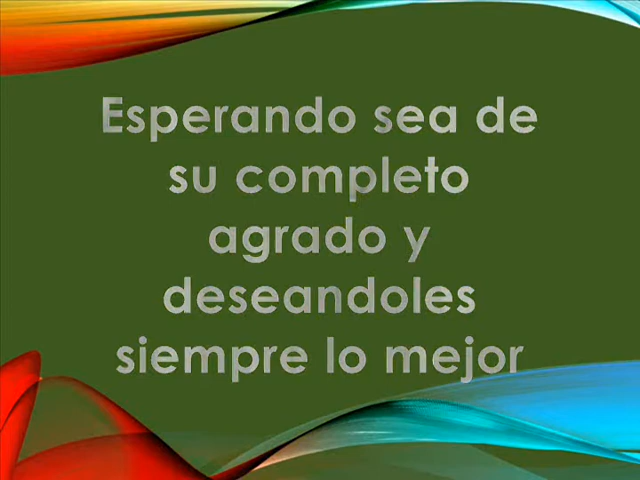 Esperando sea de
su completo
agrado y
deseandoles
siempre lo mejor